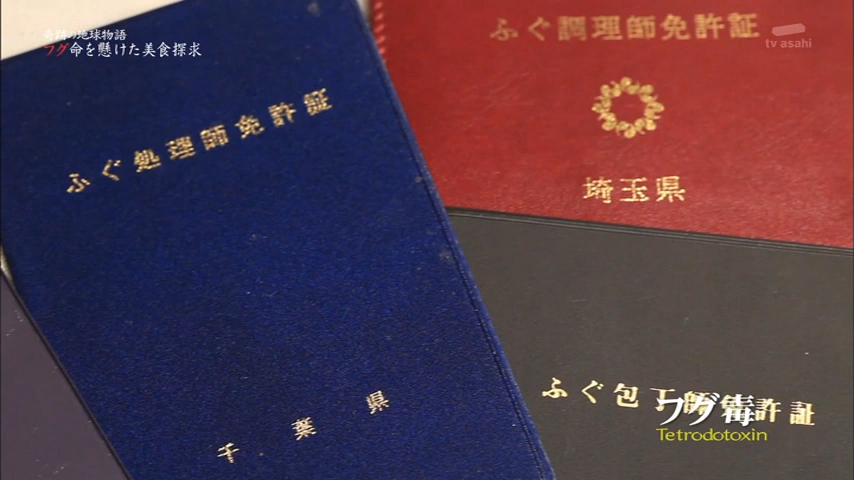 奇跡の地球物語
フグ 命を懸けた美食探求
tv asahi
ふぐ調理師免許証
埼玉県
ふぐ処理師免許証
千葉県
ふぐ包丁師免許証
フグ毒
Tetrodotoxin